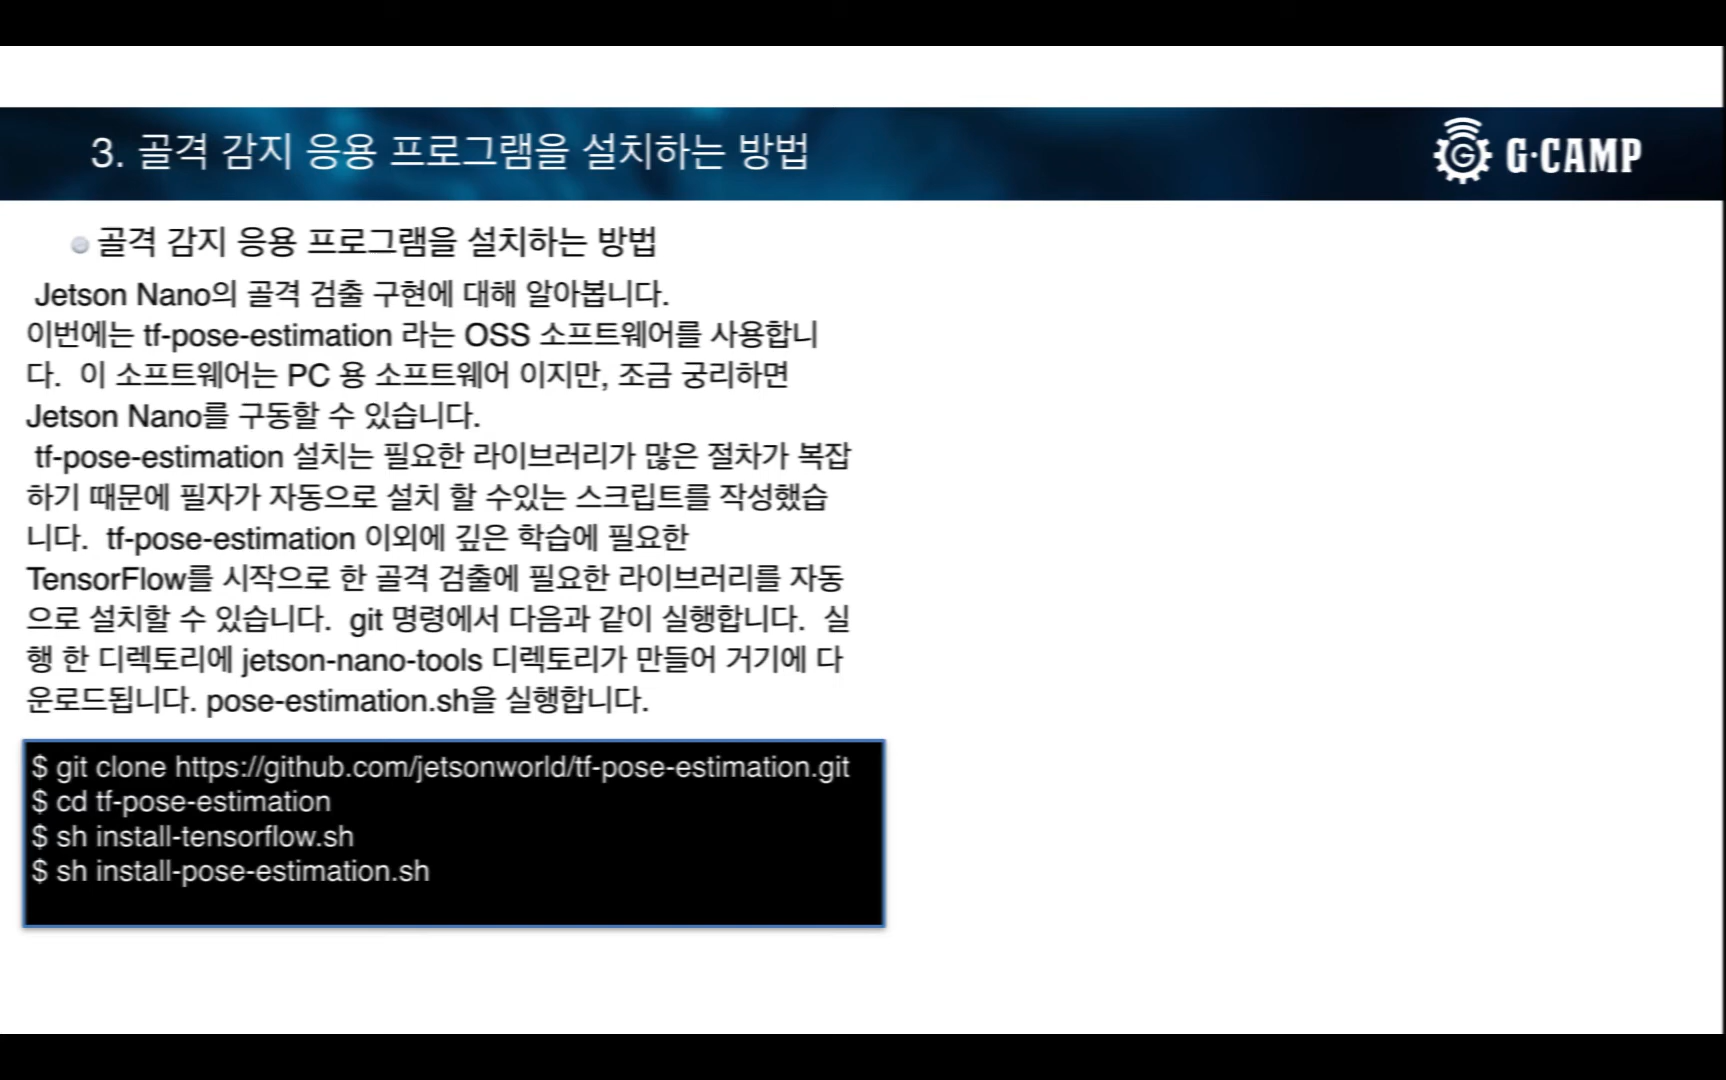 3. 골격 감지 응용 프로그램을 설치하는 방법
G·CAMP
골격 감지 응용 프로그램을 설치하는 방법
Jetson Nano의 골격 검출 구현에 대해 알아봅니다.
이번에는 tf-pose-estimation 라는 OSS 소프트웨어를 사용합니
다. 이 소프트웨어는 PC 용 소프트웨어 이지만, 조금 궁리하면
Jetson Nano를 구동할 수 있습니다.
tf-pose-estimation 설치는 필요한 라이브러리가 많은 절차가 복잡
하기 때문에 필자가 자동으로 설치 할 수있는 스크립트를 작성했습
니다. tf-pose-estimation 이외에 깊은 학습에 필요한
TensorFlow를 시작으로 한 골격 검출에 필요한 라이브러리를 자동
으로 설치할 수 있습니다. git 명령에서 다음과 같이 실행합니다. 실
행 한 디렉토리에 jetson-nano-tools 디렉토리가 만들어 거기에 다
운로드됩니다. pose-estimation.sh을 실행합니다.
$ git clone https://github.com/jetsonworld/tf-pose-estimation.git
$ cd tf-pose-estimation
$ sh install-tensorflow.sh
$ sh install-pose-estimation.sh